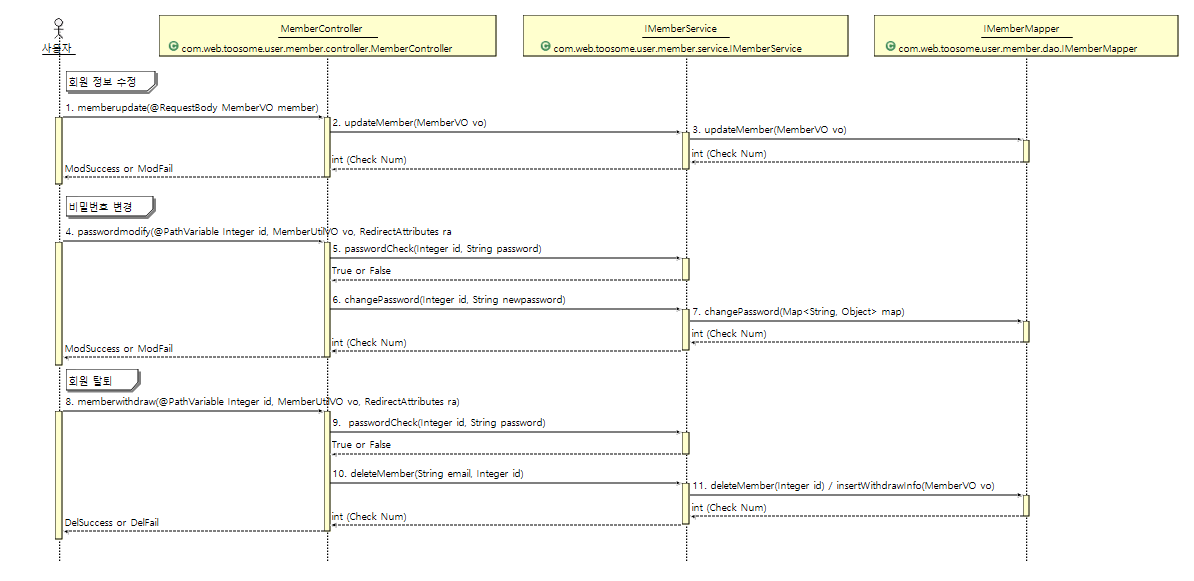 사용자
MemberController
com.web.toosome.user.member.controller.MemberController
IMemberService
com.web.toosome.user.member.service.IMemberService
IMemberMapper
com.web.toosome.user.member.dao.IMemberMapper
회원 정보 수정
1. memberupdate(@RequestBody MemberVO member)
2. updateMember(MemberVO vo)
3. updateMember(MemberVO vo)
int (Check Num)
int (Check Num)
ModSuccess or ModFail
비밀번호 변경
4. passwordmodify(@PathVariable Integer id, MemberUtilVO vo, RedirectAttributes ra
5. passwordCheck(Integer id, String password)
True or False
6. changePassword(Integer id, String newpassword)
7. changePassword(Map<String, Object> map)
int (Check Num)
int (Check Num)
ModSuccess or ModFail
회원 탈퇴
8. memberwithdraw(@PathVariable Integer id, MemberUtilVO vo, RedirectAttributes ra)
9. passwordCheck(Integer id, String password)
True or False
10. deleteMember(String email, Integer id)
11. deleteMember(Integer id) / insertWithdrawInfo(MemberVO vo)
int (Check Num)
int (Check Num)
DelSuccess or DelFail